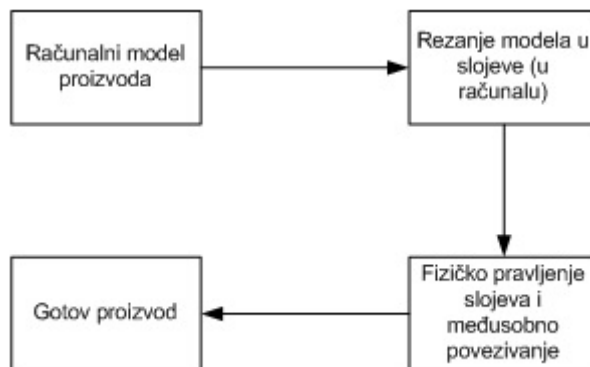 Računalni model
proizvoda
Rezanje modela u
slojeve (u
računalu)
Fizičko pravljenje
slojeva i
međusobno
povezivanje
Gotov proizvod